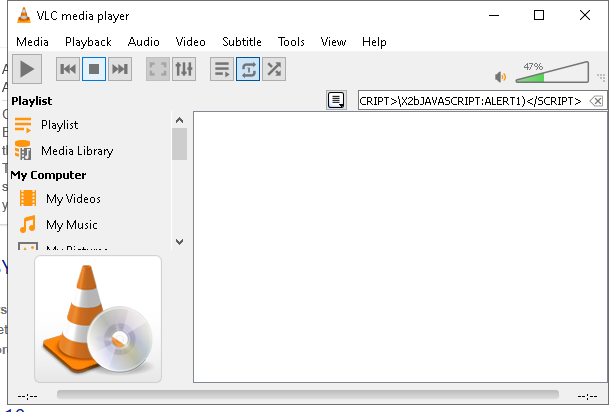 VLC media player
Media Playback Audio Video Subtitle Tools View Help
47%
Playlist
CRIPT>\X2bJAVASCRIPT:ALERT1)</SCRIPT>
Playlist
Media Library
My Computer
My Videos
My Music
My Pictures
--:-- --:--